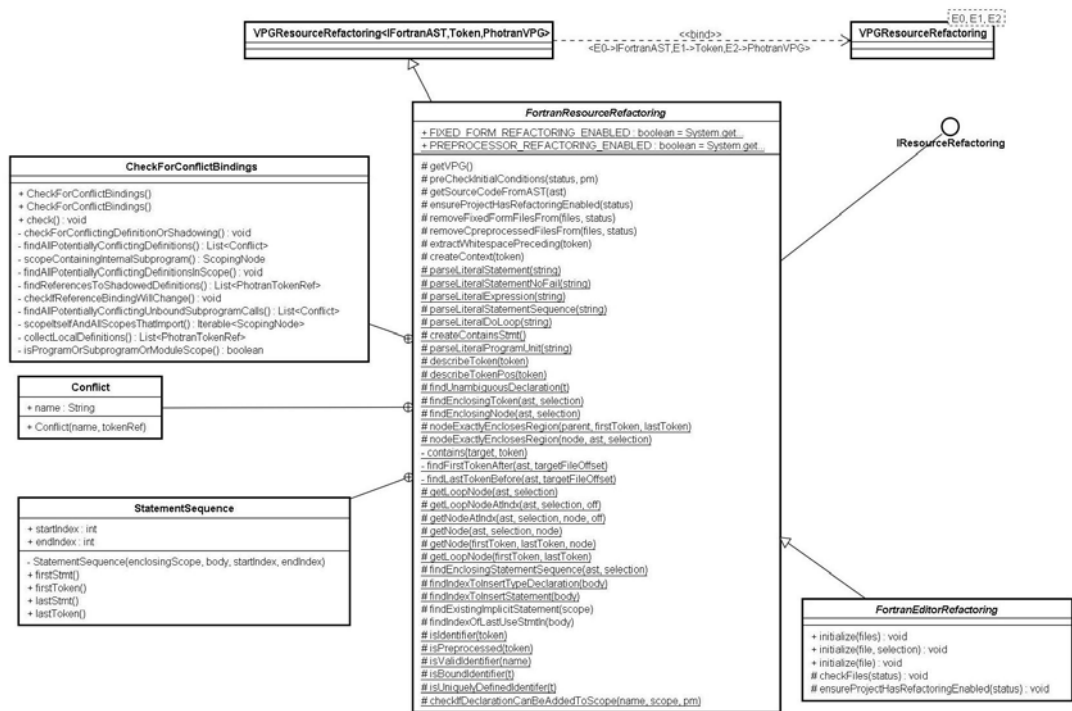 E0, E1, E2
VPGResourceRefactoring<IFortranAST,Token,PhotranVPG>
<<bind>>
<E0->IFortranAST,E1->Token,E2->PhotranVPG>
VPGResourceRefactoring
FortranResourceRefactoring
+ FIXED_FORM_REFACTORING_ENABLED : boolean = System.get...
+ PREPROCESSOR_REFACTORING_ENABLED : boolean = System.get...
# getVPG()
# preCheckInitialConditions(status, pm)
# getSourceCodeFromAST(ast)
# ensureProjectHasRefactoringEnabled(status)
# removeFixedFormFilesFrom(files, status)
# removeCpreprocessedFilesFrom(files, status)
# extractWhitespacePreceding(token)
# createContext(token)
# parseLiteralStatement(string)
# parseLiteralStatementNoFail(string)
# parseLiteralExpression(string)
# parseLiteralStatementSequence(string)
# parseLiteralDoLoop(string)
# createContainsStmt()
# parseLiteralProgramUnit(string)
# describeToken(token)
# describeTokenPos(token)
# findUnambiguousDeclaration(t)
# findEnclosingToken(ast, selection)
# findEnclosingNode(ast, selection)
# nodeExactlyEnclosesRegion(parent, firstToken, lastToken)
# nodeExactlyEnclosesRegion(node, ast, selection)
- contains(target, token)
- findFirstTokenAfter(ast, targetFileOffset)
- findLastTokenBefore(ast, targetFileOffset)
# getLoopNode(ast, selection)
# getLoopNodeAtIndx(ast, selection, off)
# getNodeAtIndx(ast, selection, node, off)
# getNode(ast, selection, node)
# getNode(firstToken, lastToken, node)
# getLoopNode(firstToken, lastToken)
# findEnclosingStatementSequence(ast, selection)
# findIndexToInsertTypeDeclaration(body)
# findIndexToInsertStatement(body)
# findExistingImplicitStatement(scope)
# findIndexOfLastUseStmtIn(body)
# isIdentifier(token)
# isPreprocessed(token)
# isValidIdentifier(name)
# isBoundIdentifier(t)
# isUniquelyDefinedIdentifer(t)
# checkIfDeclarationCanBeAddedToScope(name, scope, pm)
IResourceRefactoring
CheckForConflictBindings
+ CheckForConflictBindings()
+ CheckForConflictBindings()
+ check() : void
- checkForConflictingDefinitionOrShadowing() : void
- findAllPotentiallyConflictingDefinitions() : List<Conflict>
- scopeContainingInternalSubprogram() : ScopingNode
- findAllPotentiallyConflictingDefinitionsInScope() : void
- findReferencesToShadowedDefinitions() : List<PhotranTokenRef>
- checkIfReferenceBindingWillChange() : void
- findAllPotentiallyConflictingUnboundSubprogramCalls() : List<Conflict>
- scopeItselfAndAllScopesThatImport() : Iterable<ScopingNode>
- collectLocalDefinitions() : List<PhotranTokenRef>
- isProgramOrSubprogramOrModuleScope() : boolean
Conflict
+ name : String
+ Conflict(name, tokenRef)
StatementSequence
+ startIndex : int
+ endIndex : int
- StatementSequence(enclosingScope, body, startIndex, endIndex)
+ firstStmt()
+ firstToken()
+ lastStmt()
+ lastToken()
FortranEditorRefactoring
+ initialize(files) : void
+ initialize(file, selection) : void
+ initialize(file) : void
# checkFiles(status) : void
# ensureProjectHasRefactoringEnabled(status) : void